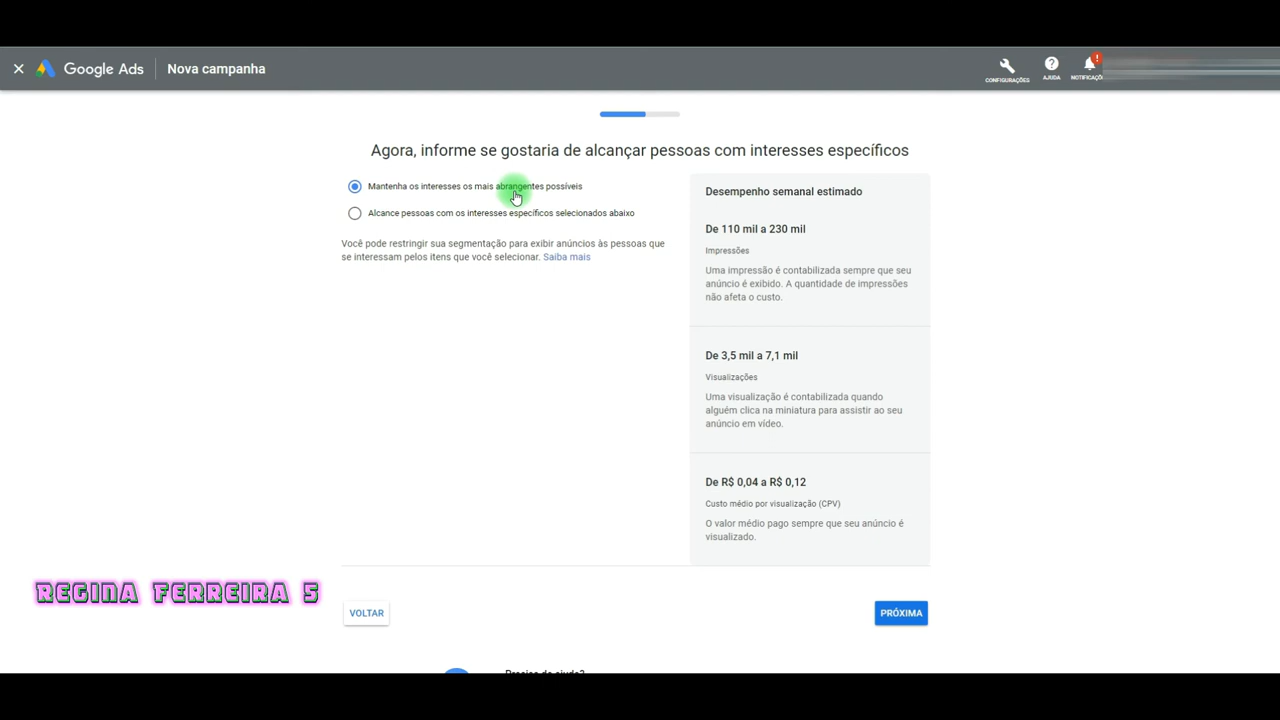 Google Ads
Nova campanha
CONFIGURAÇÕES
AJUDA
NOTIFICAÇÕ
Agora, informe se gostaria de alcançar pessoas com interesses específicos
Mantenha os interesses os mais abrangentes possíveis
Alcance pessoas com os interesses específicos selecionados abaixo
Você pode restringir sua segmentação para exibir anúncios às pessoas que
se interessam pelos itens que você selecionar. Saiba mais
Desempenho semanal estimado
De 110 mil a 230 mil
Impressões
Uma impressão é contabilizada sempre que seu
anúncio é exibido. A quantidade de impressões
não afeta o custo.
De 3,5 mil a 7,1 mil
Visualizações
Uma visualização é contabilizada quando
alguém clica na miniatura para assistir ao seu
anúncio em vídeo.
De R$ 0,04 a R$ 0,12
Custo médio por visualização (CPV)
O valor médio pago sempre que seu anúncio é
visualizado.
REGINA FERREIRA 5
VOLTAR
PRÓXIMA
Precisa de ajuda?